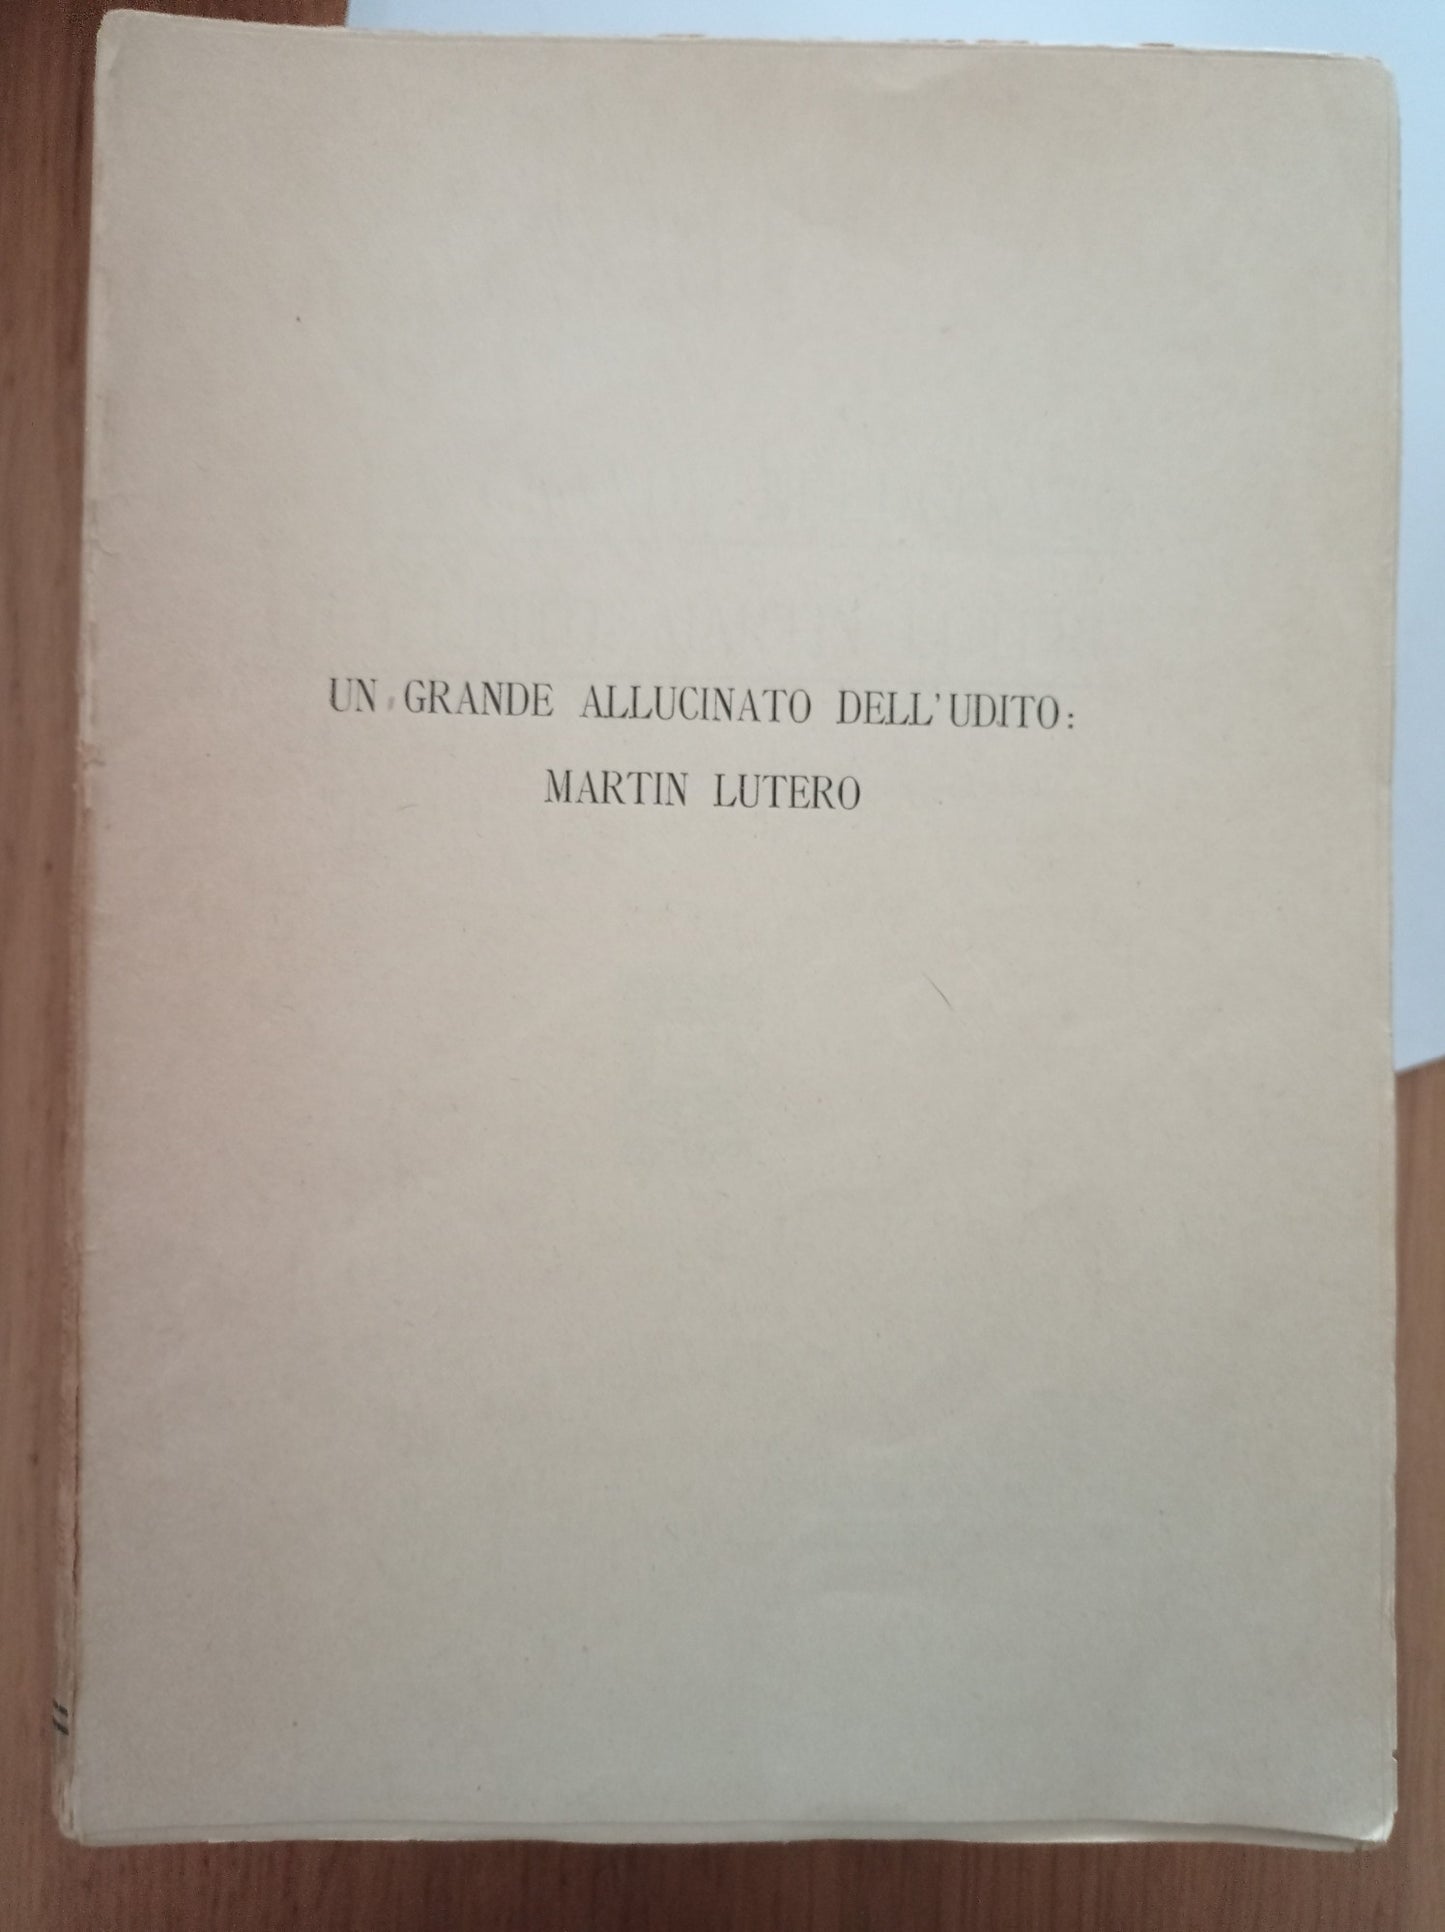 UN GRANDE ALLUCINATO DELL'UDITO:
MARTIN LUTERO